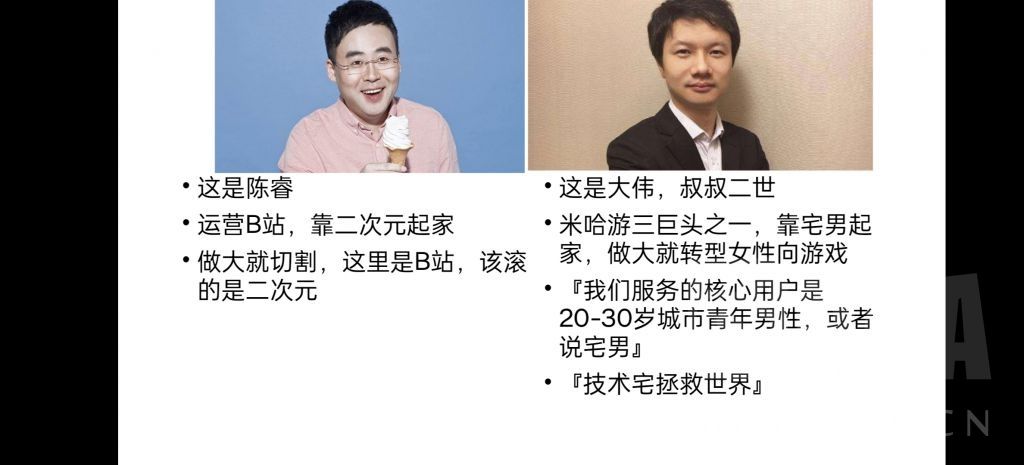 • 这是陈睿
• 运营B站，靠二次元起家
• 做大就切割，这里是B站，该滚
的是二次元
• 这是大伟，叔叔二世
• 米哈游三巨头之一，靠宅男起
家，做大就转型女性向游戏
• 『我们服务的核心用户是
20-30岁城市青年男性，或者
说宅男』
• 『技术宅拯救世界』
A
CN